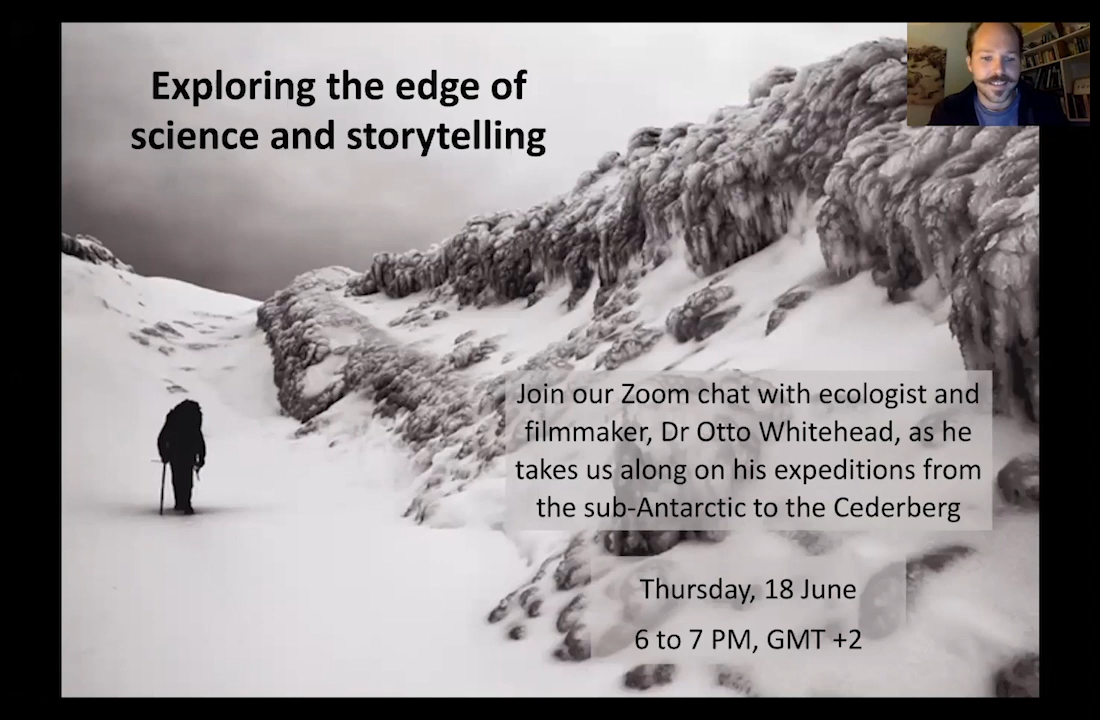 Exploring the edge of
science and storytelling
Join our Zoom chat with ecologist and
filmmaker, Dr Otto Whitehead, as he
takes us along on his expeditions from
the sub-Antarctic to the Cederberg
Thursday, 18 June
6 to 7 PM, GMT +2